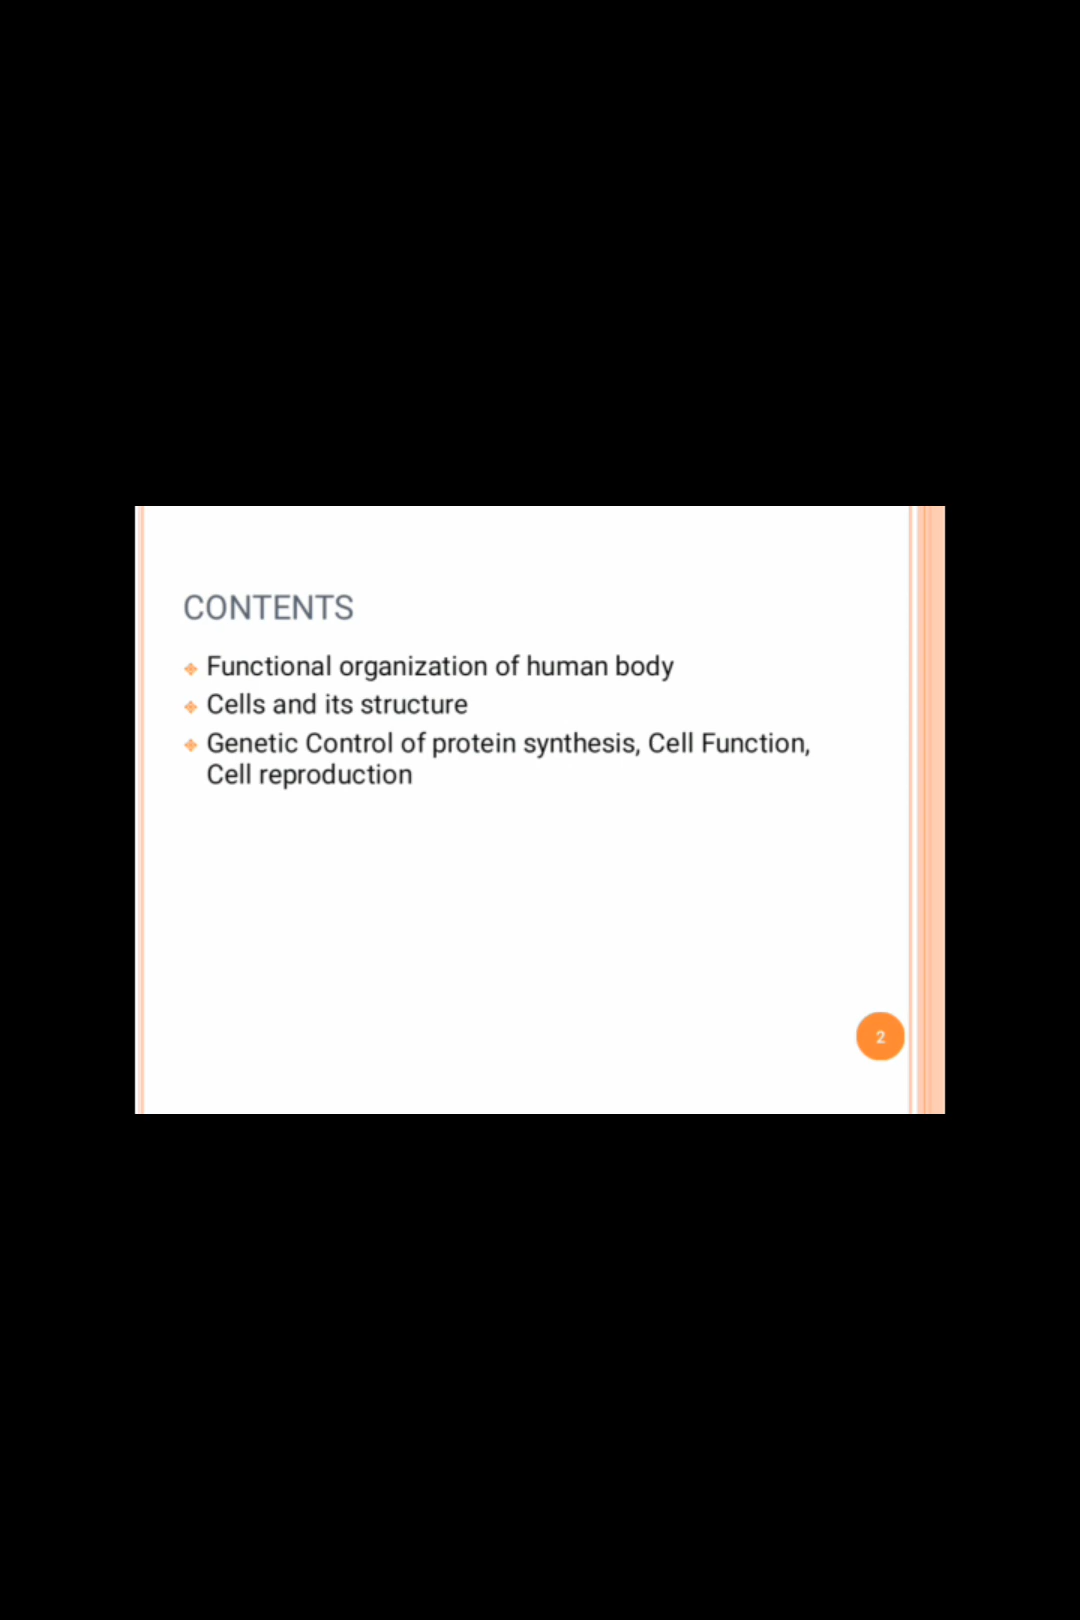 CONTENTS
Functional organization of human body
Cells and its structure
Genetic Control of protein synthesis, Cell Function,
Cell reproduction
2